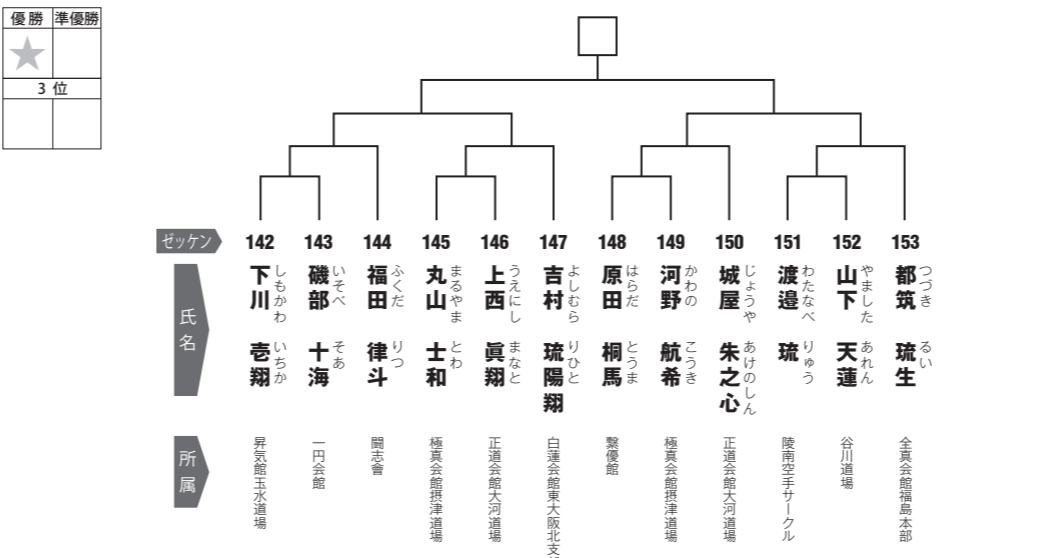 優勝 準優勝
★
3 位
ゼッケン 142 143 144 145 146 147 148 149 150 151 152 153
氏名
下川 壱翔 しもかわ いちか
磯部 十海 いそべ そあ
福田 律斗 ふくだ りつ
丸山 士和 まるやま とわ
上西 眞翔 うえにし まなと
吉村 琉陽翔 よしむら りひと
原田 桐馬 はらだ とうま
河野 航希 かわの こうき
城屋 朱之心 じょうや あけのしん
渡邉 琉 わたなべ りゅう
山下 天蓮 やました あれん
都筑 琉生 つづき るい
所属
昇気館玉水道場
一円会館
闘志會
極真会館摂津道場
正道会館大河道場
白蓮会館東大阪北支
繋優館
極真会館摂津道場
正道会館大河道場
陵南空手サークル
谷川道場
全真会館福島本部